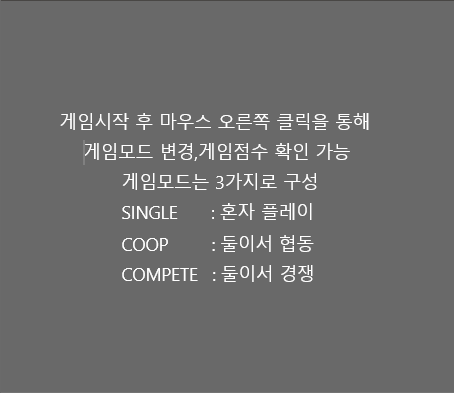 게임시작 후 마우스 오른쪽 클릭을 통해
게임모드 변경,게임점수 확인 가능
게임모드는 3가지로 구성
SINGLE : 혼자 플레이
COOP : 둘이서 협동
COMPETE : 둘이서 경쟁